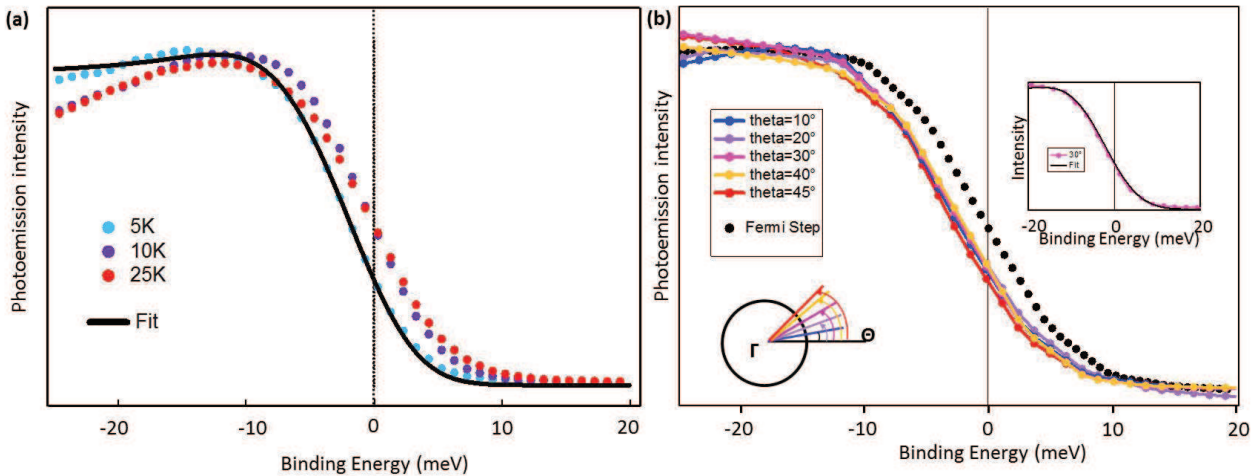 (a)
Photoemission intensity
5K
10K
25K
Fit
-20
-10
0
10
20
Binding Energy (meV)
(b)
Photoemission intensity
theta=10°
theta=20°
theta=30°
theta=40°
theta=45°
Fermi Step
Γ
Θ
Intensity
30°
Fit
-20
0
20
Binding Energy (meV)
-20
-10
0
10
20
Binding Energy (meV)